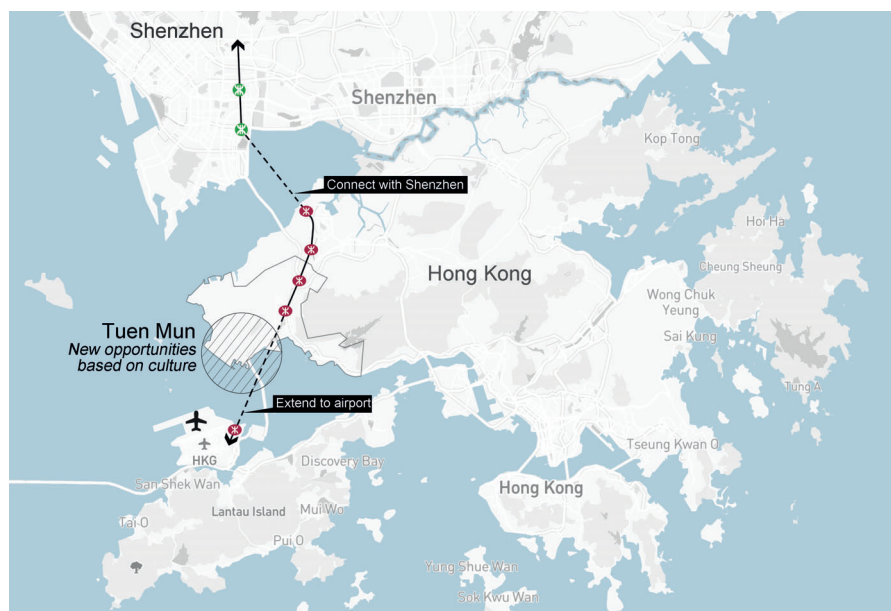 Shenzhen
Shenzhen
Kop Tong
Connect with Shenzhen
Hoi Ha
Cheung Sheung
Hong Kong
Wong Chuk
Yeung
Sai Kung
Tuen Mun
New opportunities
based on culture
Tung A
Extend to airport
Tseung Kwan O
HKG
Discovery Bay
San Shek Wan
Hong Kong
Lantau Island
Mui Wo
Tai O
Pui O
Yung Shue Wan
Sok Kwu Wan